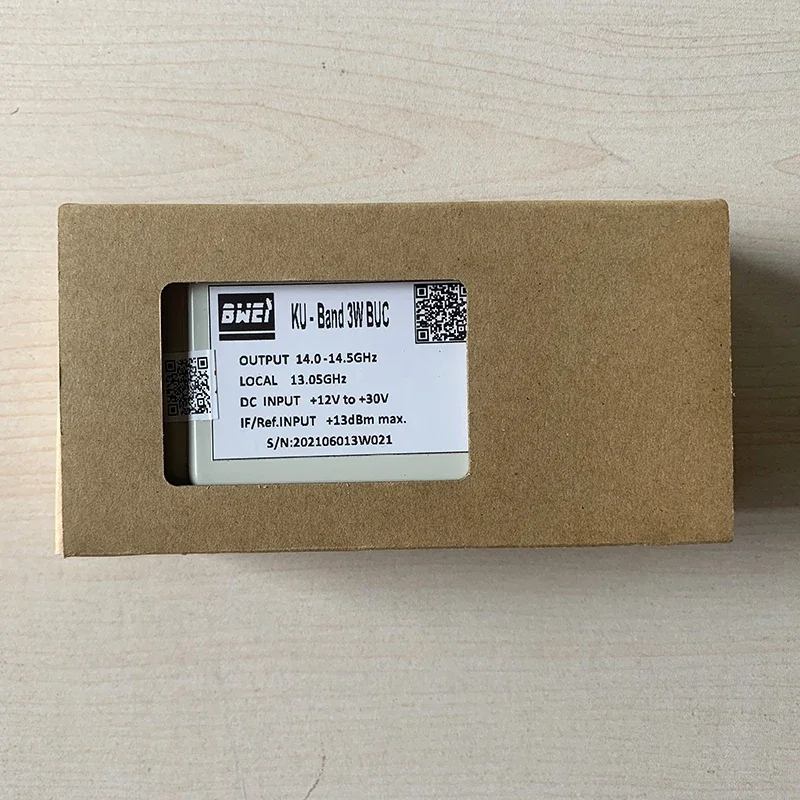 BWEI
KU - Band 3W BUC
OUTPUT 14.0-14.5GHz
LOCAL 13.05GHz
DC INPUT +12V to +30V
IF/Ref.INPUT +13dBm max.
S/N:202106013W021